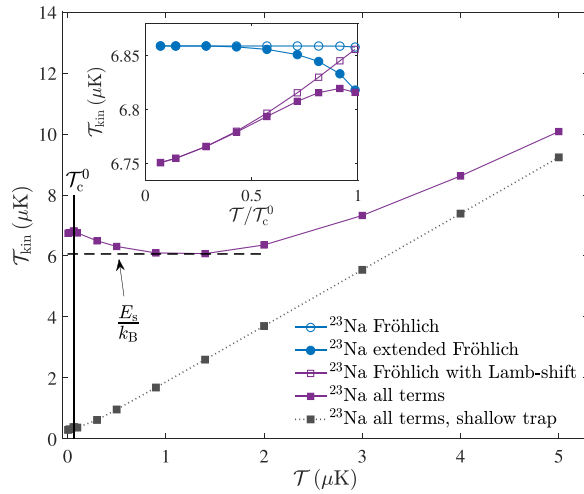 14
12
10
8
6
4
2
0
𝒯kin (μK)
𝒯c⁰
Es
kB
0 1 2 3 4 5
𝒯 (μK)
6.85
6.8
6.75
𝒯kin (μK)
0 0.5 1
𝒯/𝒯c⁰
²³Na Fröhlich
²³Na extended Fröhlich
²³Na Fröhlich with Lamb-shift
²³Na all terms
²³Na all terms, shallow trap